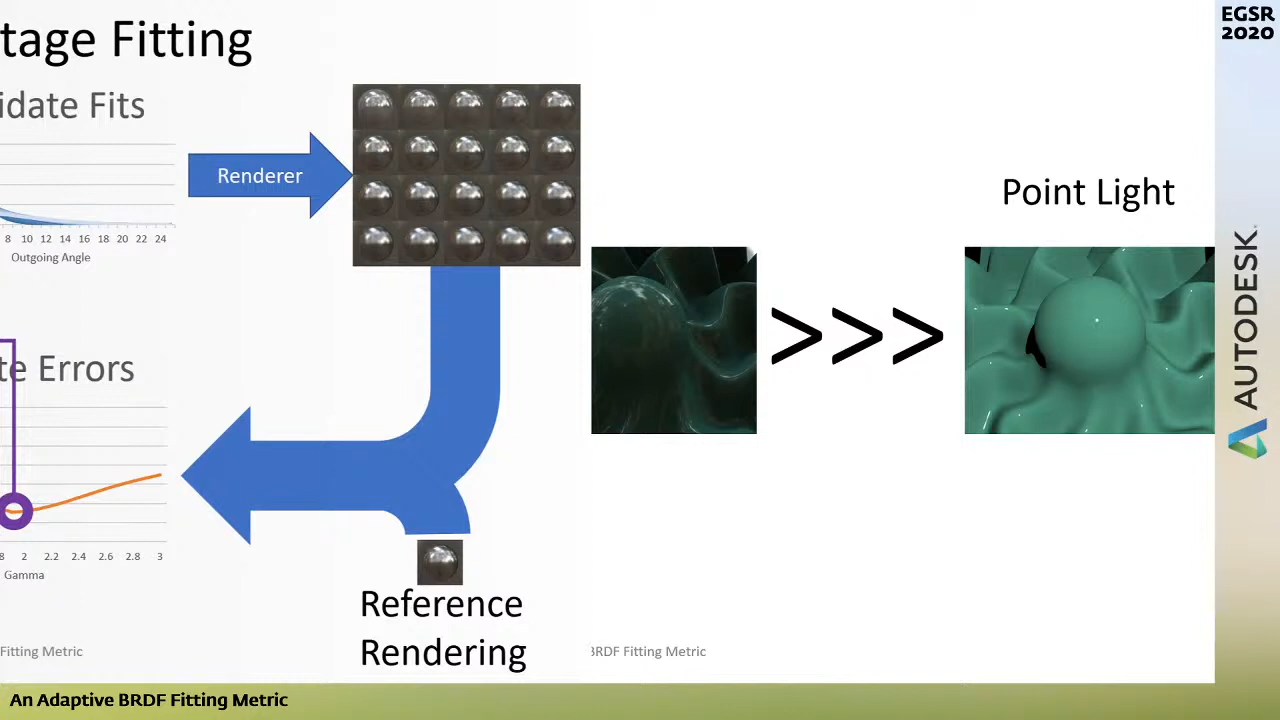 tage Fitting
EGSR
2020
idate Fits
Renderer
Point Light
8 10 12 14 16 18 20 22 24
Outgoing Angle
>>>
AUTODESK
te Errors
8 2 2.2 2.4 2.6 2.8 3
Gamma
Reference
Rendering
Fitting Metric
BRDF Fitting Metric
An Adaptive BRDF Fitting Metric